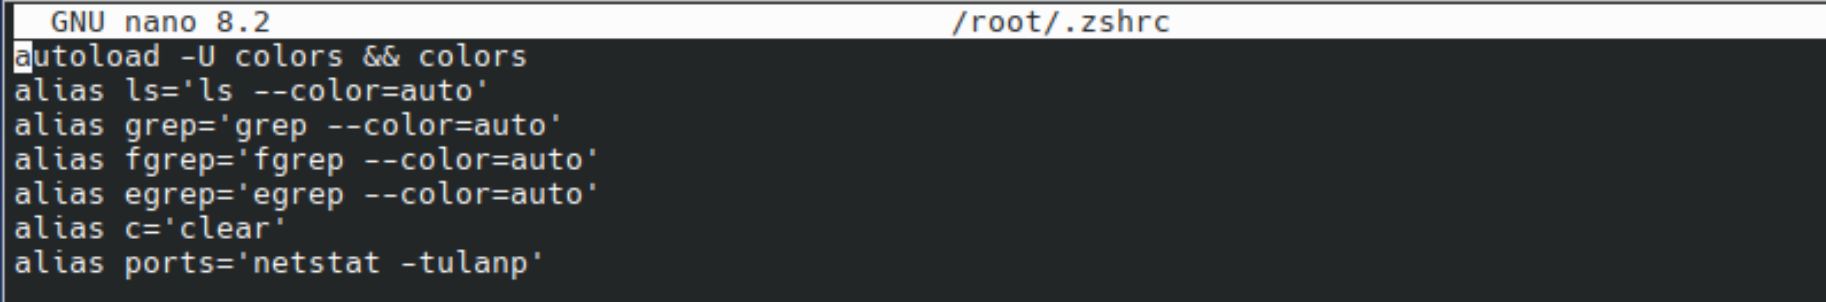 GNU nano 8.2 /root/.zshrc
autoload -U colors && colors
alias ls='ls --color=auto'
alias grep='grep --color=auto'
alias fgrep='fgrep --color=auto'
alias egrep='egrep --color=auto'
alias c='clear'
alias ports='netstat -tulanp'